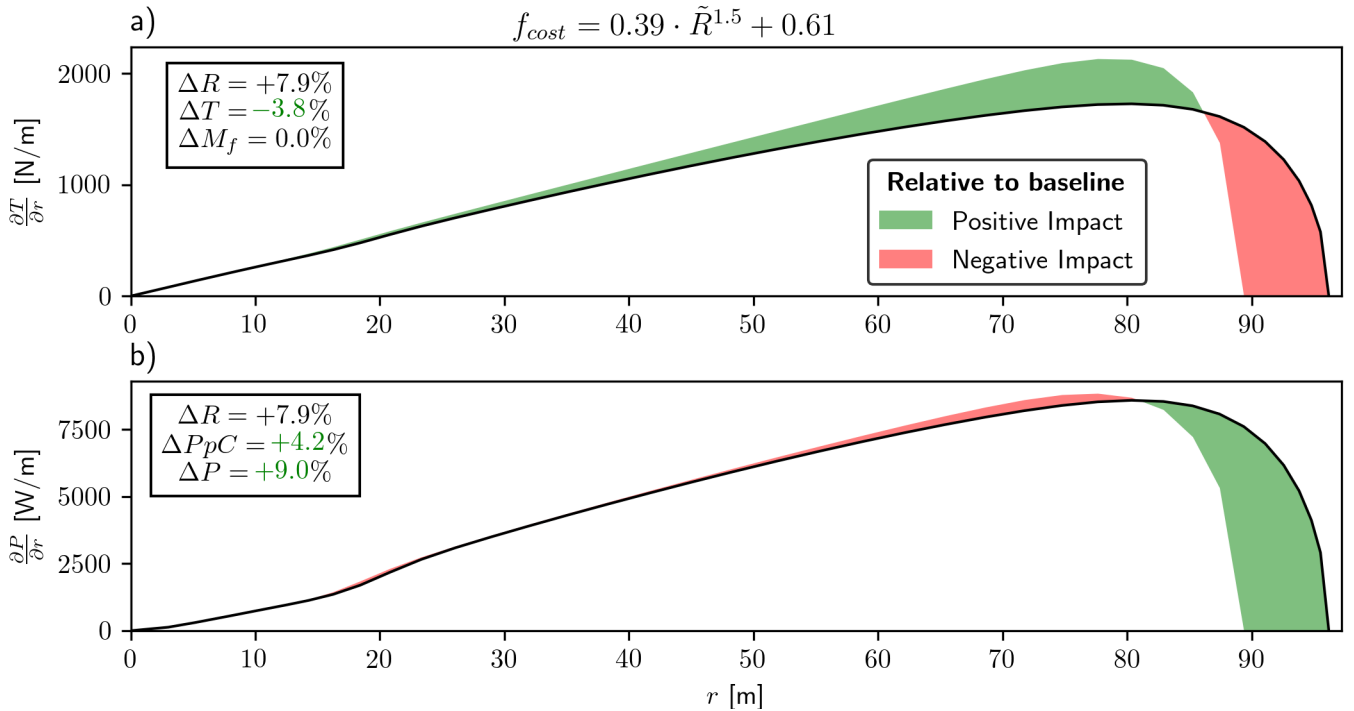 a)
f_{cost} = 0.39 · R̃^{1.5} + 0.61
∂T/∂r [N/m]
2000
1000
0
ΔR = +7.9%
ΔT = −3.8%
ΔM_f = 0.0%
Relative to baseline
Positive Impact
Negative Impact
0 10 20 30 40 50 60 70 80 90
b)
∂P/∂r [W/m]
7500
5000
2500
0
ΔR = +7.9%
ΔPpC = +4.2%
ΔP = +9.0%
0 10 20 30 40 50 60 70 80 90
r [m]